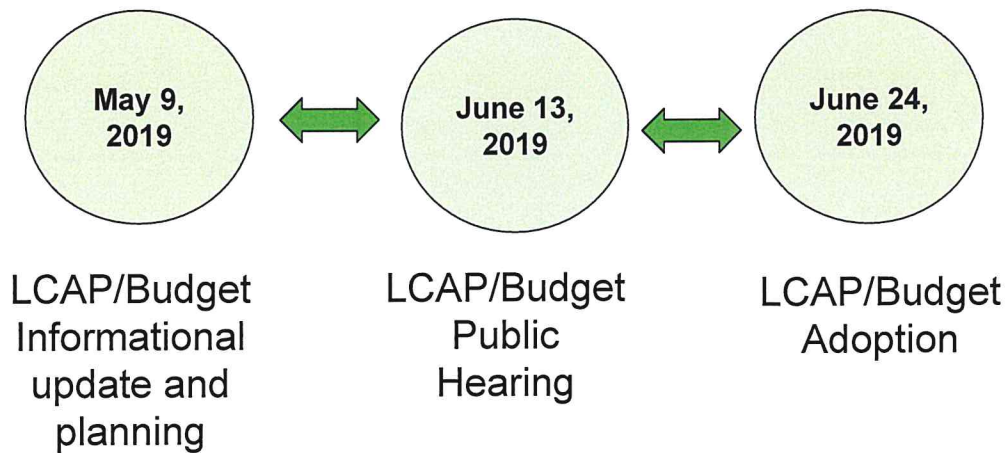 May 9,
2019
June 13,
2019
June 24,
2019
LCAP/Budget
Informational
update and
planning
LCAP/Budget
Public
Hearing
LCAP/Budget
Adoption